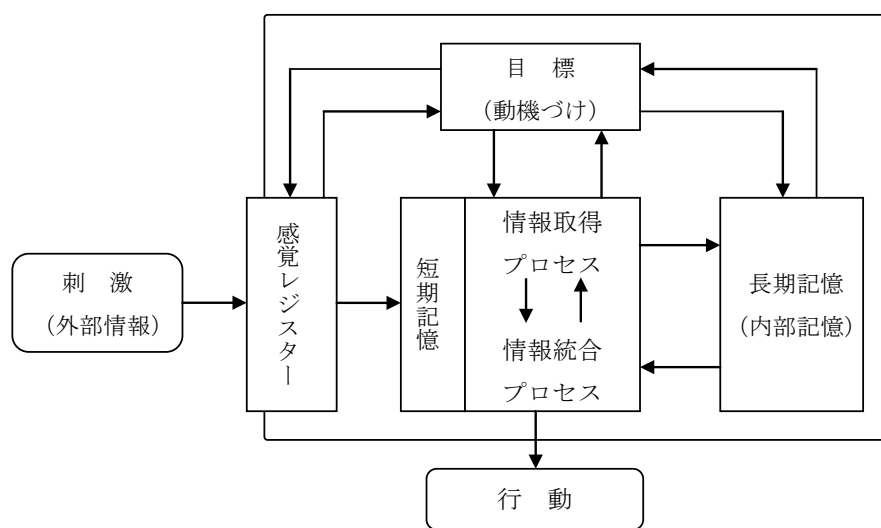 目　標
（動機づけ）
刺　激
（外部情報）
感覚レジスター
短期記憶
情報取得
プロセス
情報統合
プロセス
長期記憶
（内部記憶）
行　動